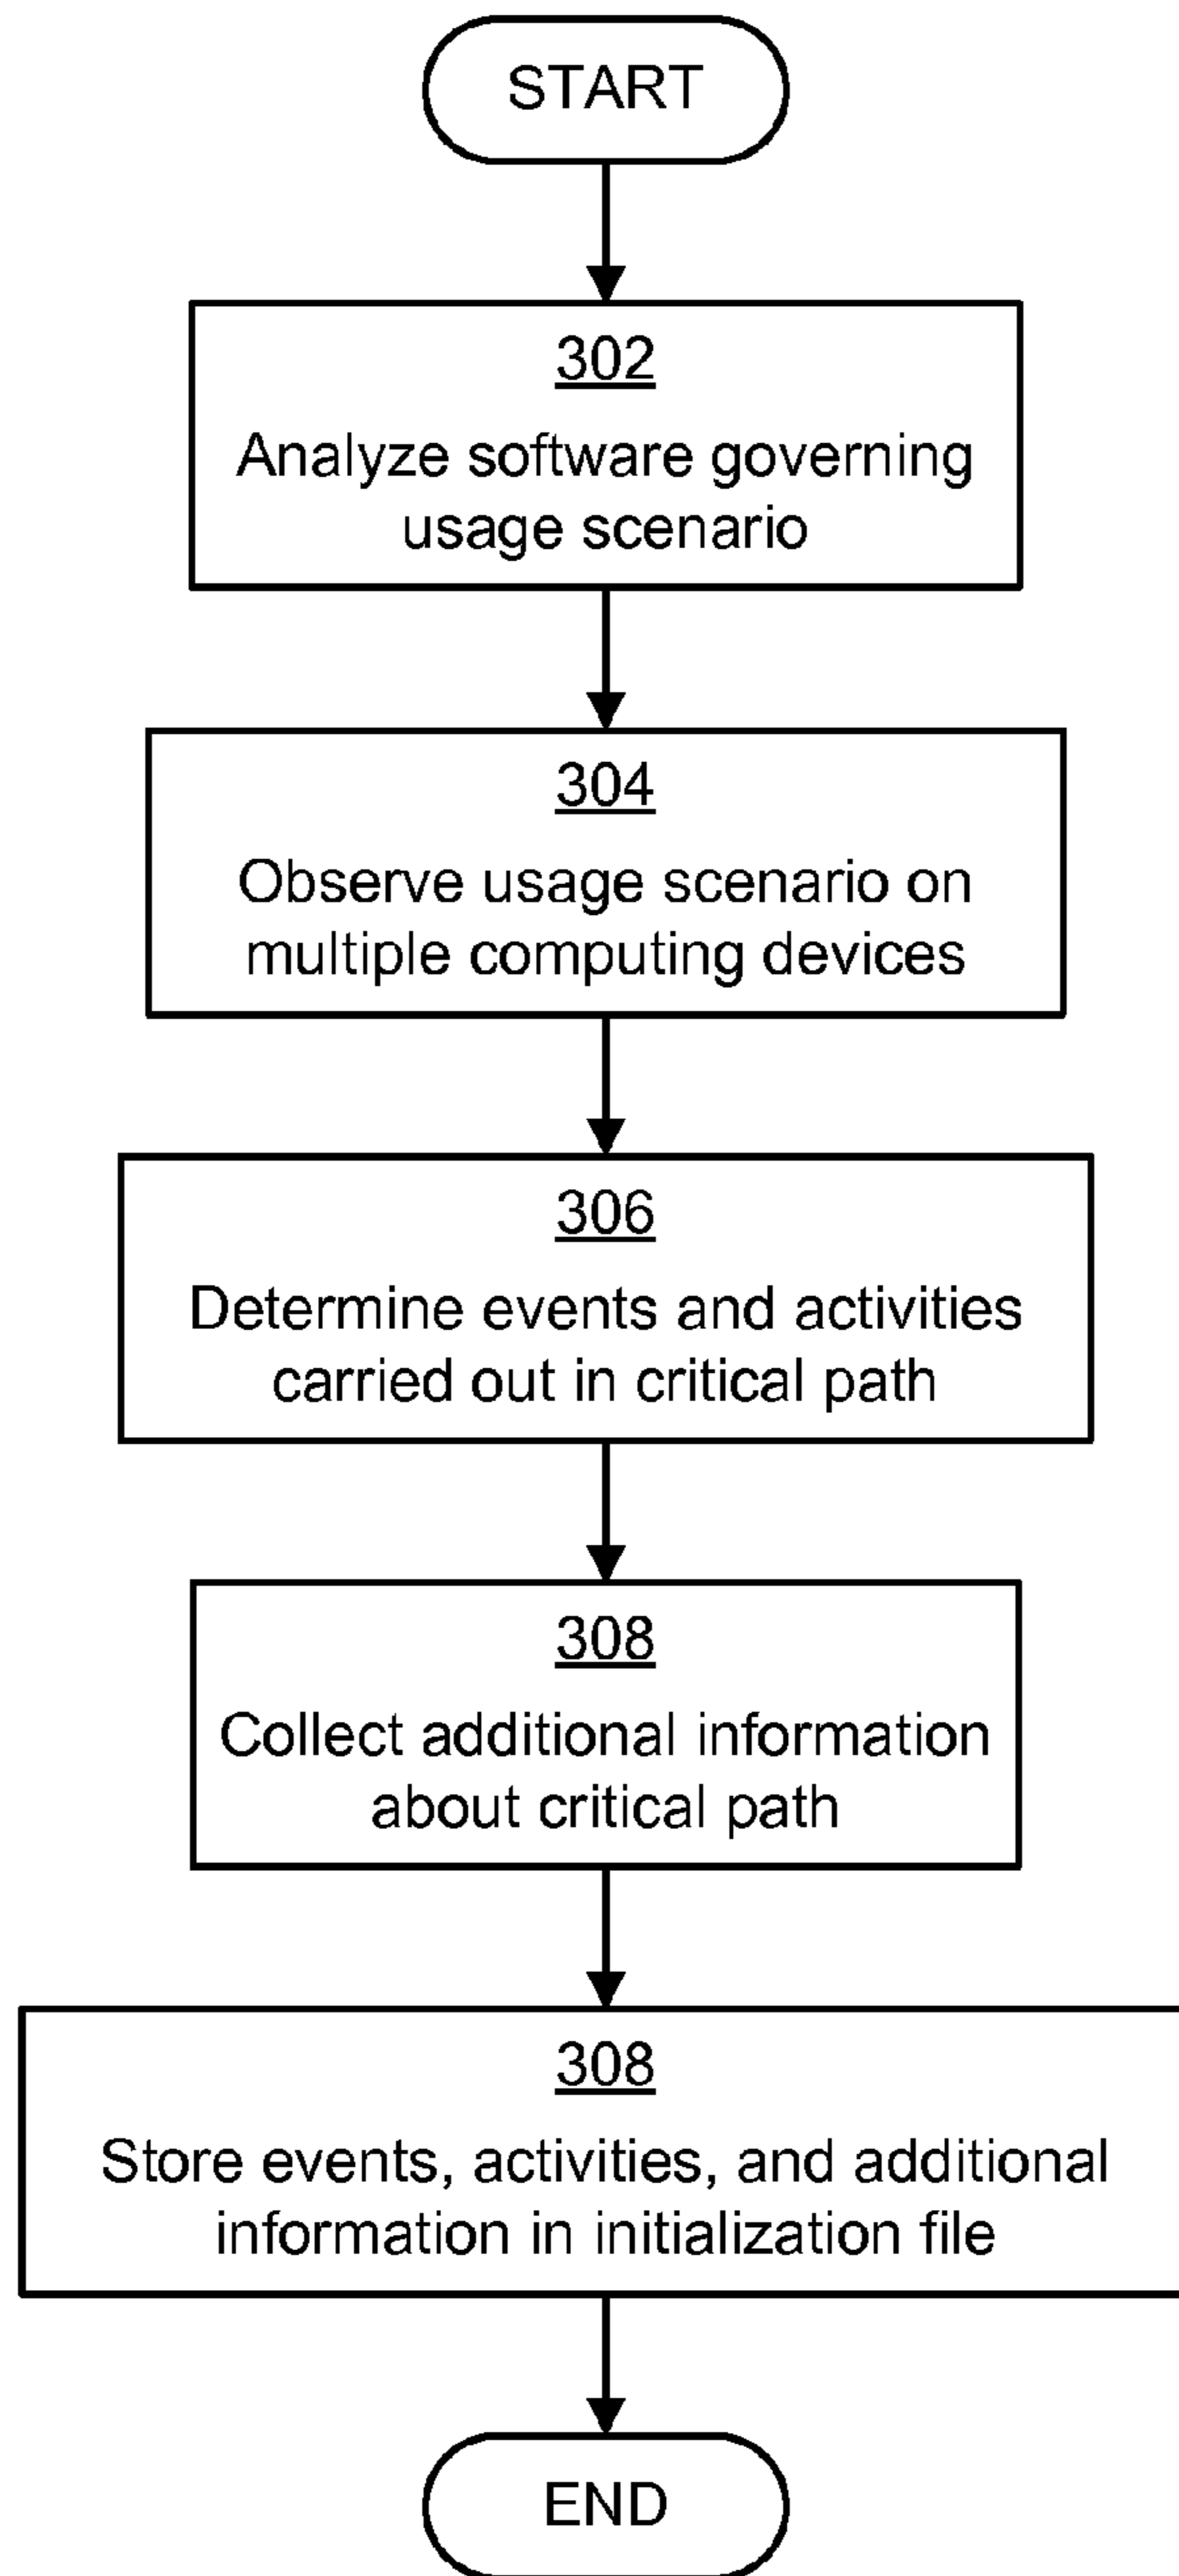 START
302
Analyze software governing
usage scenario
304
Observe usage scenario on
multiple computing devices
306
Determine events and activities
carried out in critical path
308
Collect additional information
about critical path
308
Store events, activities, and additional
information in initialization file
END